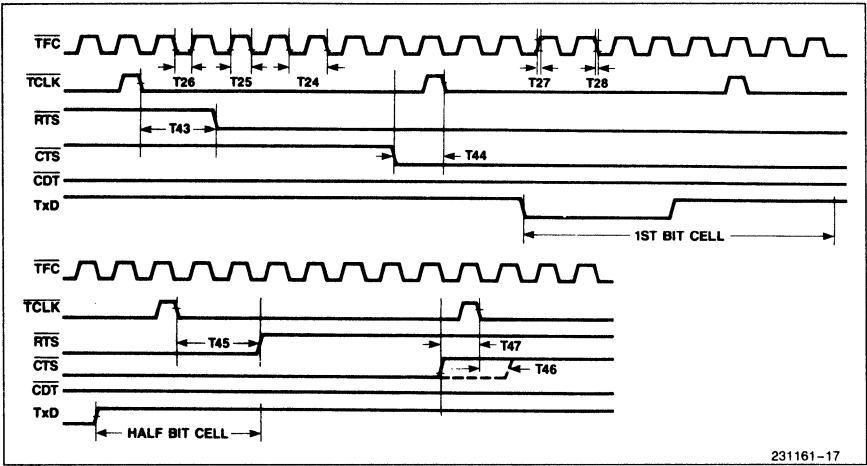 TFC
T26 T25 T24 T27 T28
TCLK
RTS
T43
CTS
T44
CDT
TxD
1ST BIT CELL
TFC
TCLK
RTS
T45
T47
CTS
T46
CDT
TxD
HALF BIT CELL
231161-17